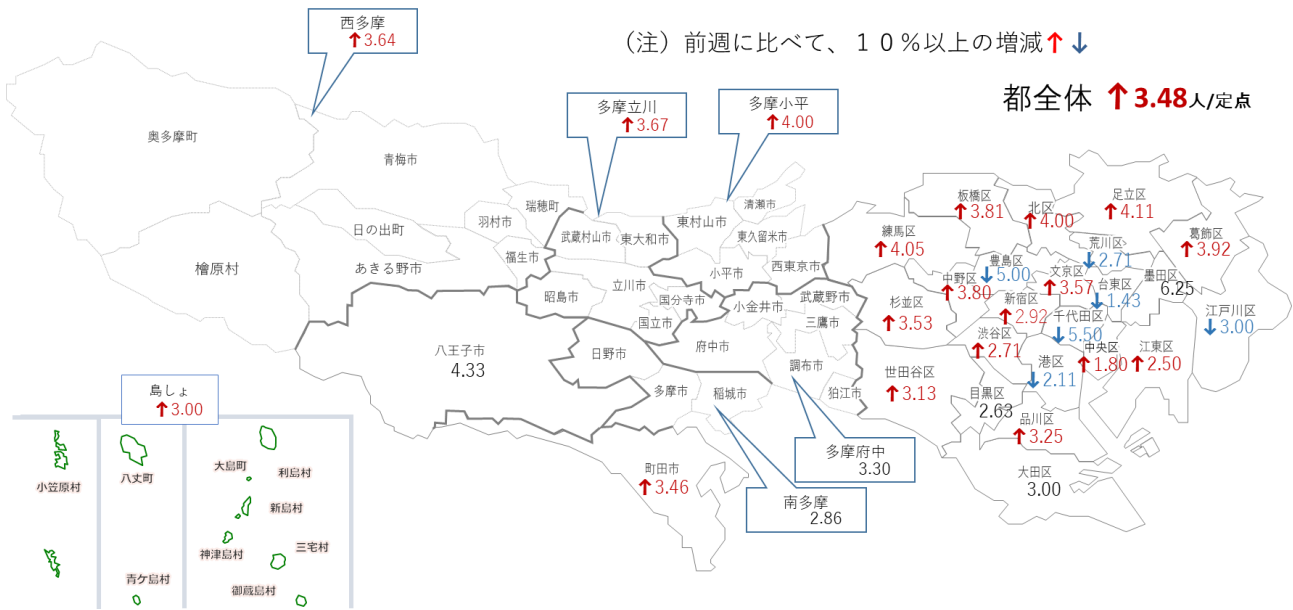 西多摩
↑3.64
(注）前週に比べて、１０％以上の増減↑↓
都全体 ↑3.48人/定点
多摩立川
↑3.67
多摩小平
↑4.00
奥多摩町
青梅市
瑞穂町
羽村市
日の出町
福生市
あきる野市
檜原村
武蔵村山市
東大和市
東村山市
清瀬市
東久留米市
小平市
西東京市
昭島市
立川市
国分寺市
国立市
小金井市
武蔵野市
三鷹市
八王子市
4.33
日野市
府中市
調布市
多摩市
稲城市
狛江市
町田市
↑3.46
多摩府中
3.30
南多摩
2.86
板橋区
↑3.81
北区
↑4.00
足立区
↑4.11
練馬区
↑4.05
荒川区
↓2.71
葛飾区
↑3.92
豊島区
↓5.00
中野区
↑3.80
文京区
↑3.57
台東区
↓1.43
墨田区
6.25
杉並区
↑3.53
新宿区
↑2.92
千代田区
↓5.50
江戸川区
↓3.00
渋谷区
↑2.71
港区
↓2.11
中央区
↑1.80
江東区
↑2.50
世田谷区
↑3.13
目黒区
2.63
品川区
↑3.25
大田区
3.00
島しょ
↑3.00
小笠原村
八丈町
青ケ島村
大島町
利島村
新島村
神津島村
三宅村
御蔵島村